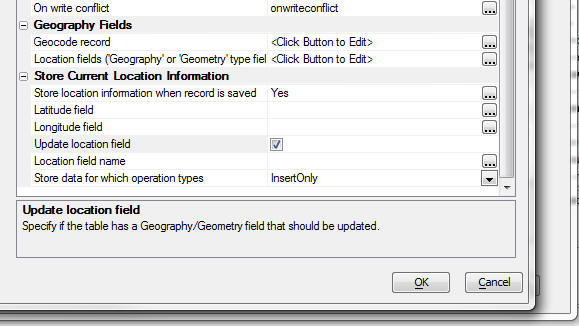 On write conflict onwriteconflict ...
Geography Fields
Geocode record <Click Button to Edit> ...
Location fields ('Geography' or 'Geometry' type fiel <Click Button to Edit> ...
Store Current Location Information
Store location information when record is saved Yes ...
Latitude field ...
Longitude field ...
Update location field
Location field name ...
Store data for which operation types InsertOnly
Update location field
Specify if the table has a Geography/Geometry field that should be updated.
OK Cancel